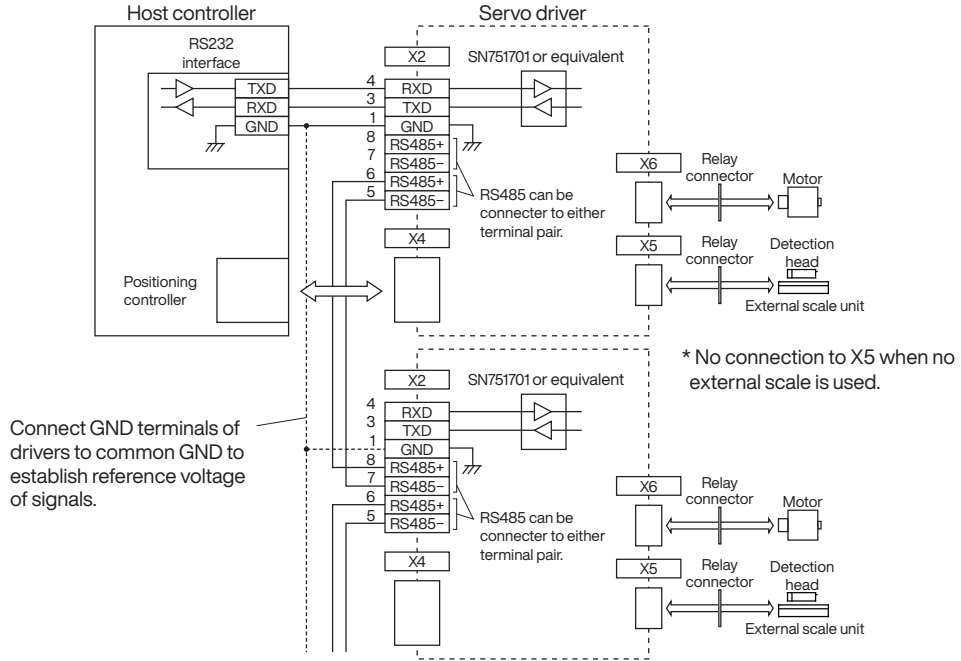 Host controller
Servo driver
RS232
interface
TXD
RXD
GND
X2
SN751701 or equivalent
4
RXD
3
TXD
1
GND
8
RS485+
7
RS485−
6
RS485+
5
RS485−
RS485 can be
connecter to either
terminal pair.
X4
Positioning
controller
X6
Relay
connector
Motor
X5
Relay
connector
Detection
head
External scale unit
* No connection to X5 when no
external scale is used.
Connect GND terminals of
drivers to common GND to
establish reference voltage
of signals.
X2
SN751701 or equivalent
4
RXD
3
TXD
1
GND
8
RS485+
7
RS485−
6
RS485+
5
RS485−
RS485 can be
connecter to either
terminal pair.
X4
X6
Relay
connector
Motor
X5
Relay
connector
Detection
head
External scale unit